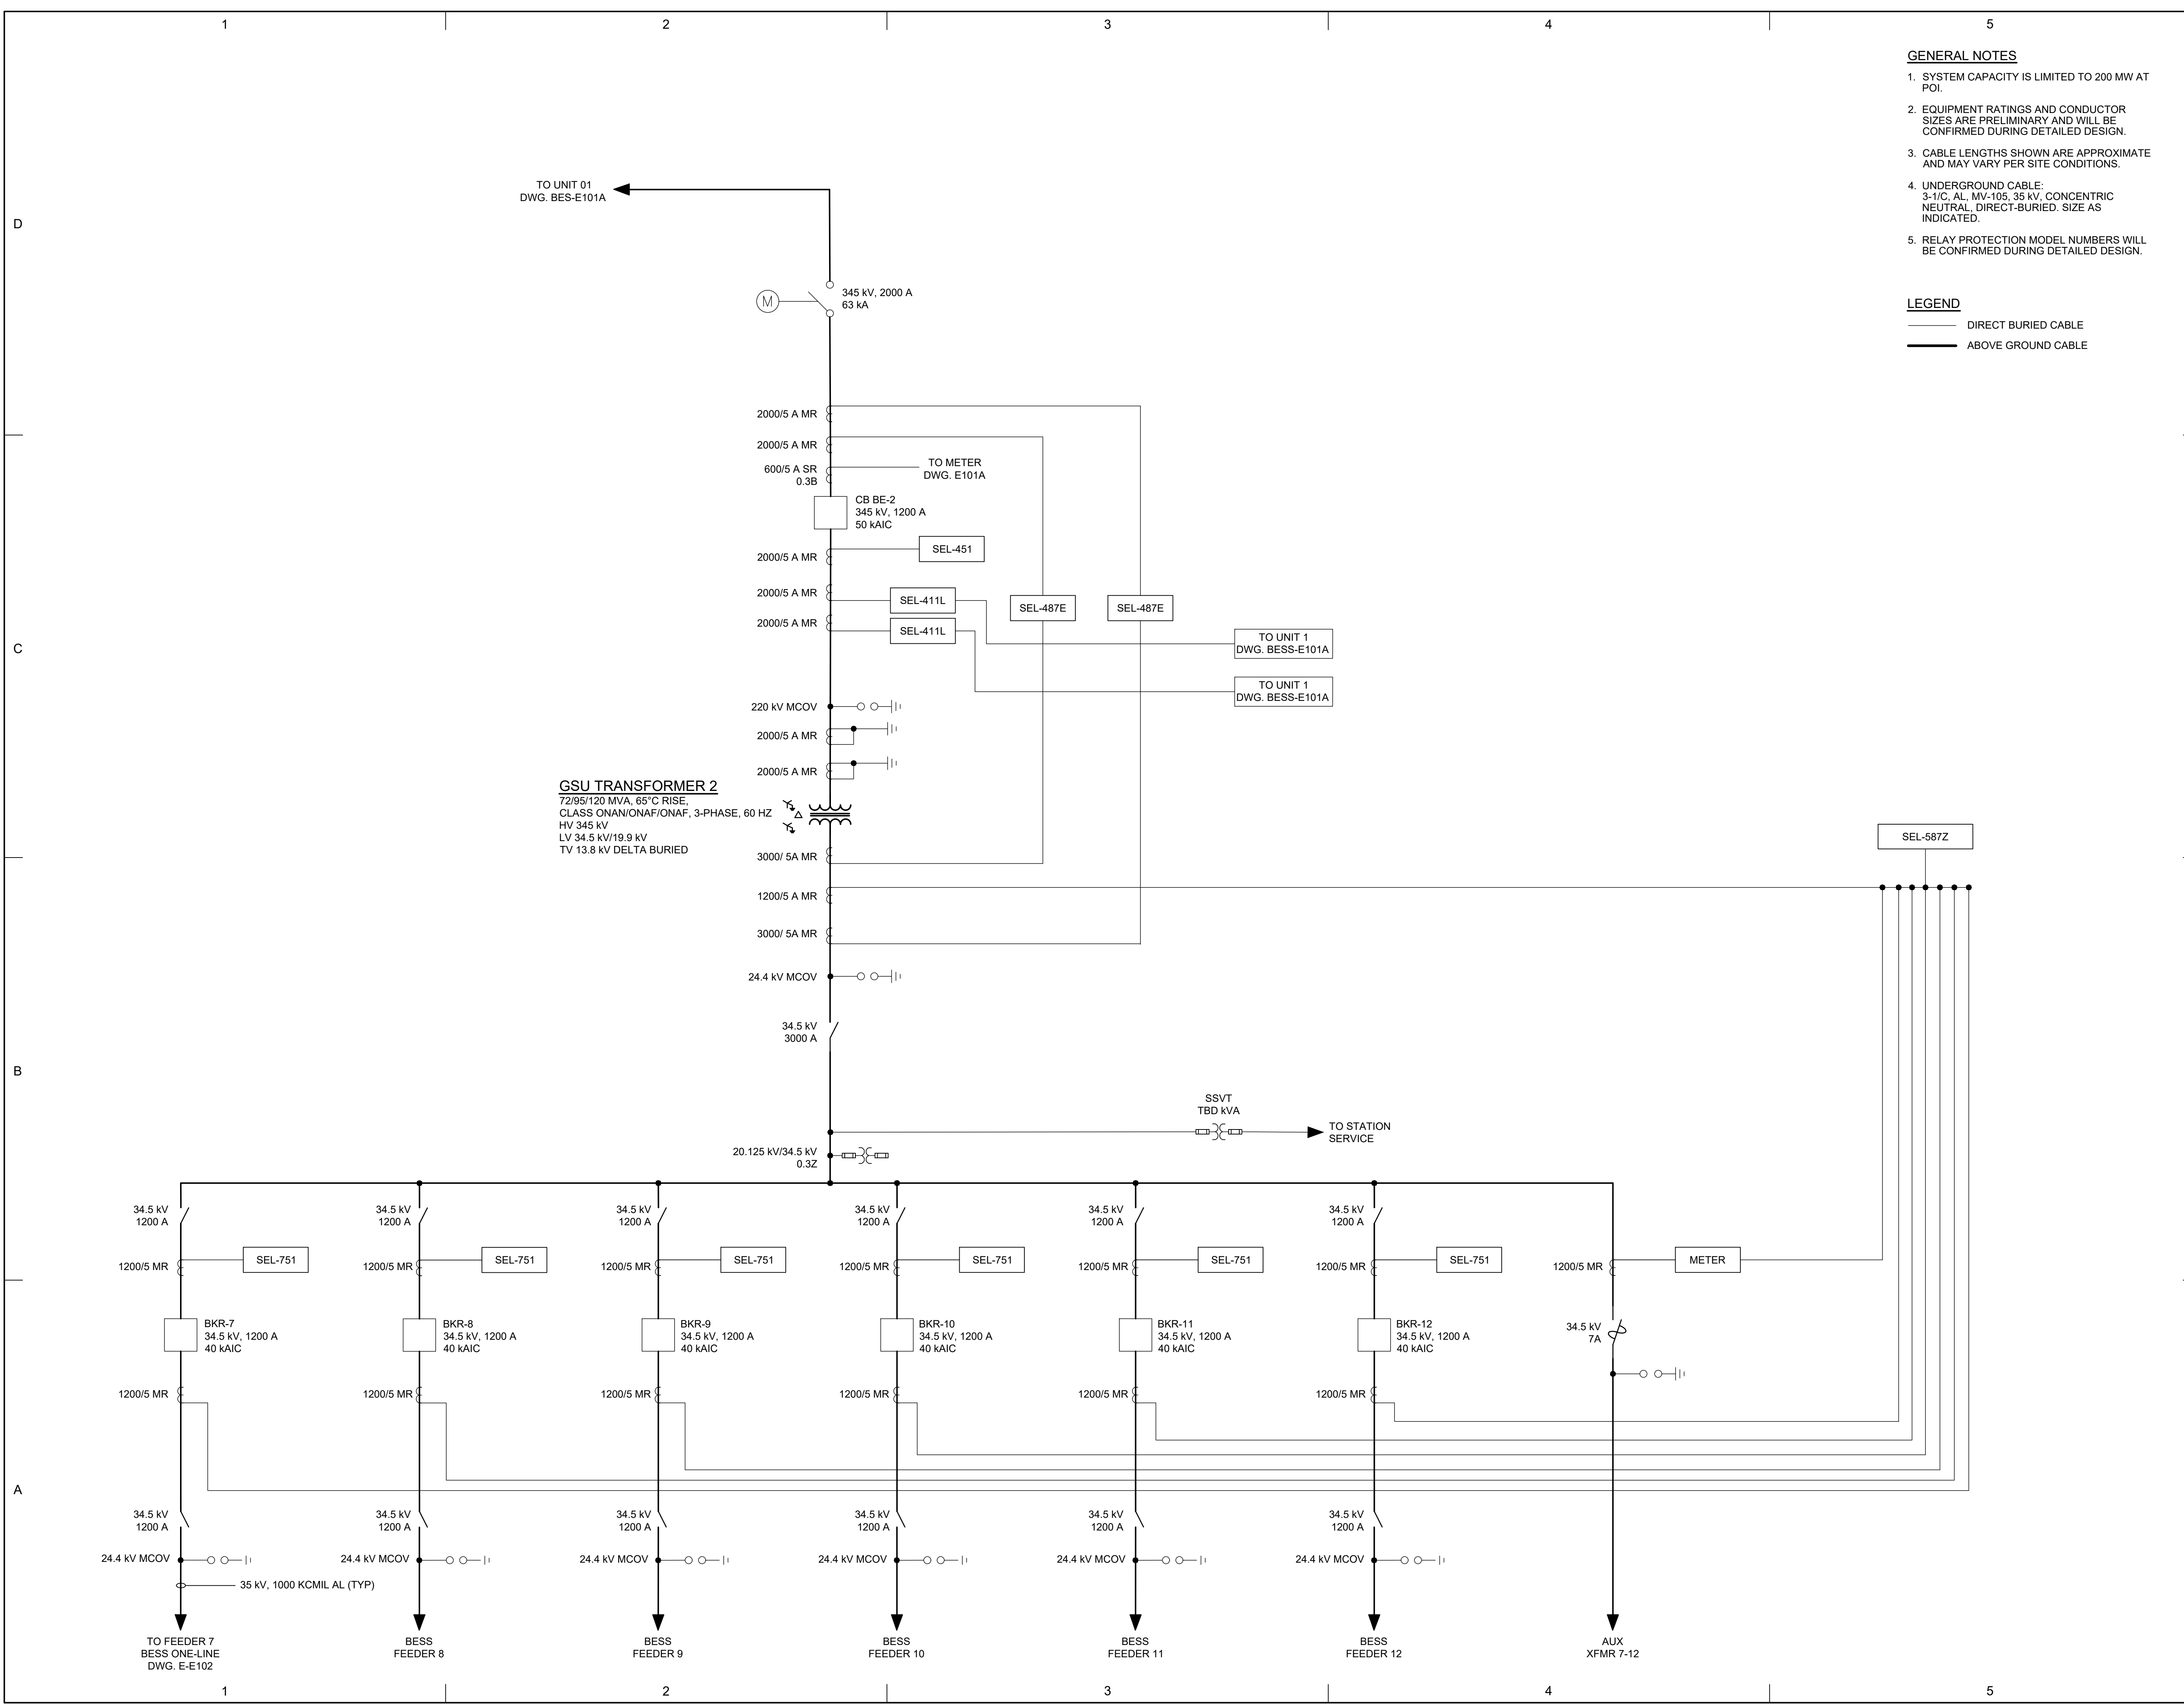 1 2 3 4 5
GENERAL NOTES
1. SYSTEM CAPACITY IS LIMITED TO 200 MW AT
POI.
2. EQUIPMENT RATINGS AND CONDUCTOR
SIZES ARE PRELIMINARY AND WILL BE
CONFIRMED DURING DETAILED DESIGN.
3. CABLE LENGTHS SHOWN ARE APPROXIMATE
AND MAY VARY PER SITE CONDITIONS.
4. UNDERGROUND CABLE:
3-1/C, AL, MV-105, 35 kV, CONCENTRIC
NEUTRAL, DIRECT-BURIED. SIZE AS
INDICATED.
5. RELAY PROTECTION MODEL NUMBERS WILL
BE CONFIRMED DURING DETAILED DESIGN.
LEGEND
DIRECT BURIED CABLE
ABOVE GROUND CABLE
D
C
B
A
TO UNIT 01
DWG. BES-E101A
M
345 kV, 2000 A
63 kA
2000/5 A MR
2000/5 A MR
600/5 A SR
0.3B
TO METER
DWG. E101A
CB BE-2
345 kV, 1200 A
50 kAIC
2000/5 A MR
SEL-451
2000/5 A MR
SEL-411L
2000/5 A MR
SEL-411L
SEL-487E
SEL-487E
TO UNIT 1
DWG. BESS-E101A
TO UNIT 1
DWG. BESS-E101A
220 kV MCOV
2000/5 A MR
2000/5 A MR
GSU TRANSFORMER 2
72/95/120 MVA, 65°C RISE,
CLASS ONAN/ONAF/ONAF, 3-PHASE, 60 HZ
HV 345 kV
LV 34.5 kV/19.9 kV
TV 13.8 kV DELTA BURIED
SEL-587Z
3000/ 5A MR
1200/5 A MR
3000/ 5A MR
24.4 kV MCOV
34.5 kV
3000 A
SSVT
TBD kVA
TO STATION
SERVICE
20.125 kV/34.5 kV
0.3Z
34.5 kV
1200 A
34.5 kV
1200 A
34.5 kV
1200 A
34.5 kV
1200 A
34.5 kV
1200 A
34.5 kV
1200 A
1200/5 MR
SEL-751
1200/5 MR
SEL-751
1200/5 MR
SEL-751
1200/5 MR
SEL-751
1200/5 MR
SEL-751
1200/5 MR
SEL-751
1200/5 MR
METER
BKR-7
34.5 kV, 1200 A
40 kAIC
BKR-8
34.5 kV, 1200 A
40 kAIC
BKR-9
34.5 kV, 1200 A
40 kAIC
BKR-10
34.5 kV, 1200 A
40 kAIC
BKR-11
34.5 kV, 1200 A
40 kAIC
BKR-12
34.5 kV, 1200 A
40 kAIC
34.5 kV
7A
1200/5 MR
1200/5 MR
1200/5 MR
1200/5 MR
1200/5 MR
1200/5 MR
34.5 kV
1200 A
34.5 kV
1200 A
34.5 kV
1200 A
34.5 kV
1200 A
34.5 kV
1200 A
34.5 kV
1200 A
24.4 kV MCOV
24.4 kV MCOV
24.4 kV MCOV
24.4 kV MCOV
24.4 kV MCOV
24.4 kV MCOV
35 kV, 1000 KCMIL AL (TYP)
TO FEEDER 7
BESS ONE-LINE
DWG. E-E102
BESS
FEEDER 8
BESS
FEEDER 9
BESS
FEEDER 10
BESS
FEEDER 11
BESS
FEEDER 12
AUX
XFMR 7-12
1 2 3 4 5